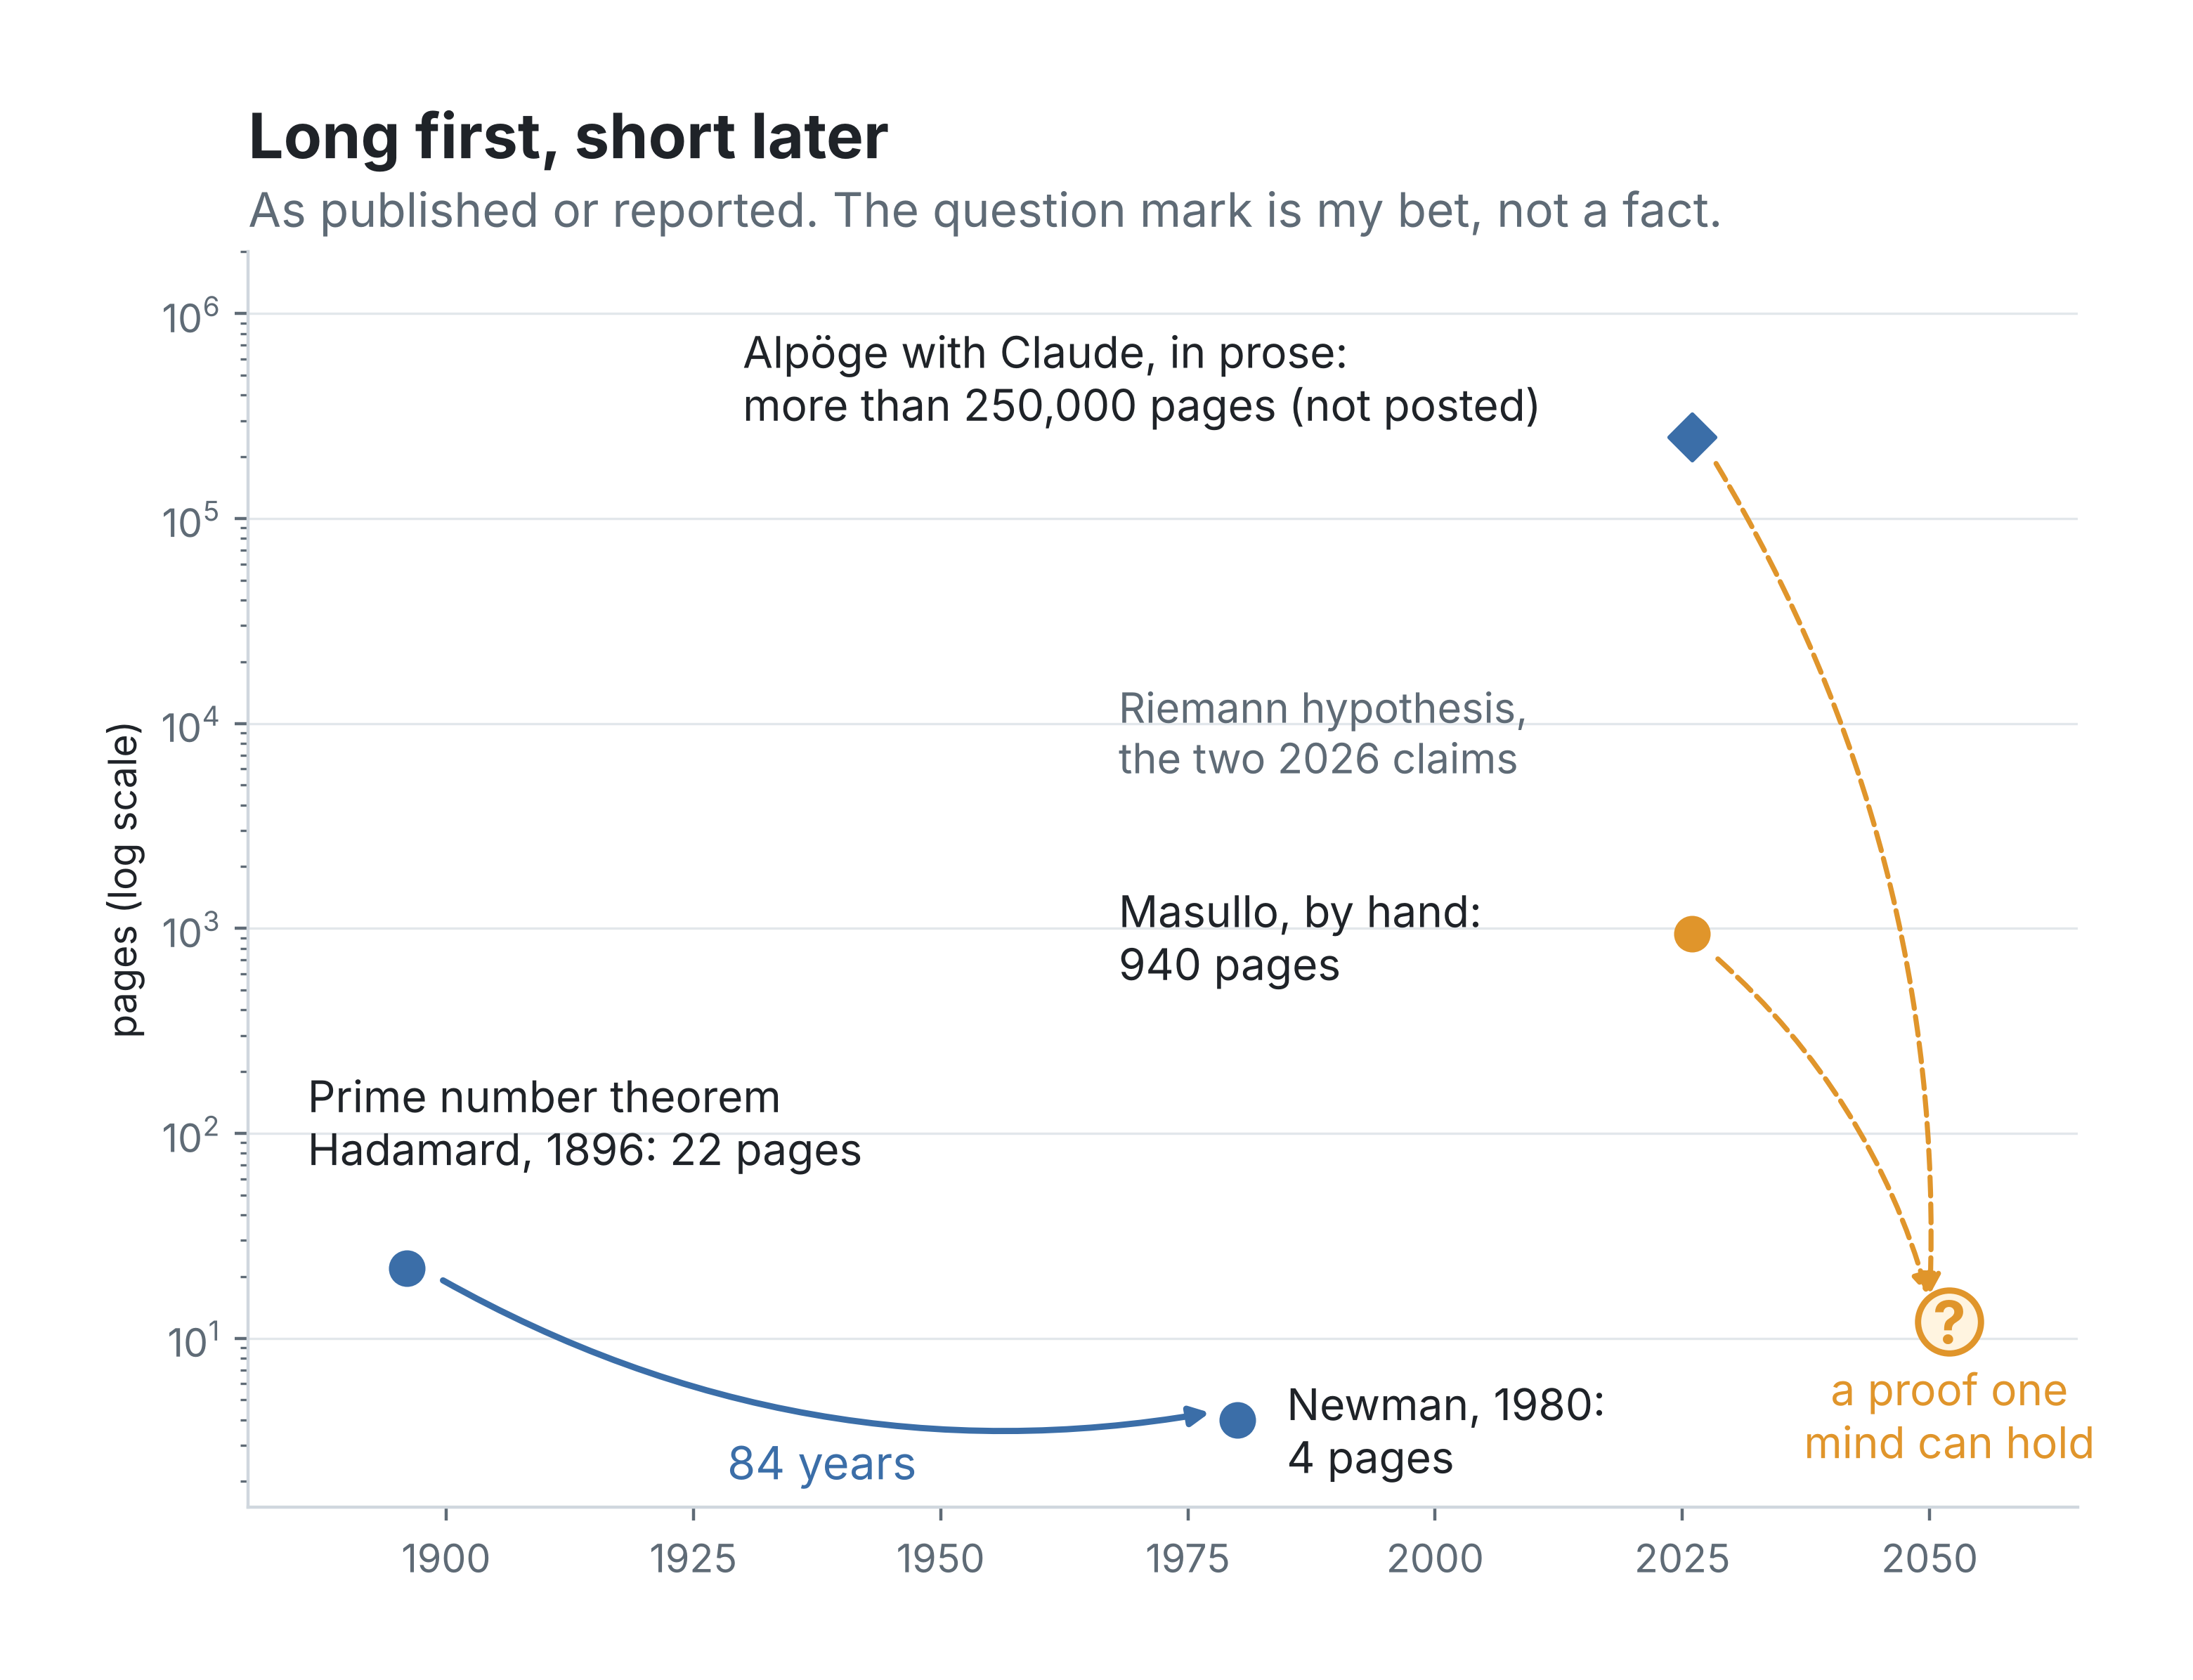 Long first, short later
As published or reported. The question mark is my bet, not a fact.
pages (log scale)
10⁶
10⁵
10⁴
10³
10²
10¹
Alpöge with Claude, in prose:
more than 250,000 pages (not posted)
Riemann hypothesis,
the two 2026 claims
Masullo, by hand:
940 pages
Prime number theorem
Hadamard, 1896: 22 pages
84 years
Newman, 1980:
4 pages
?
a proof one
mind can hold
1900 1925 1950 1975 2000 2025 2050